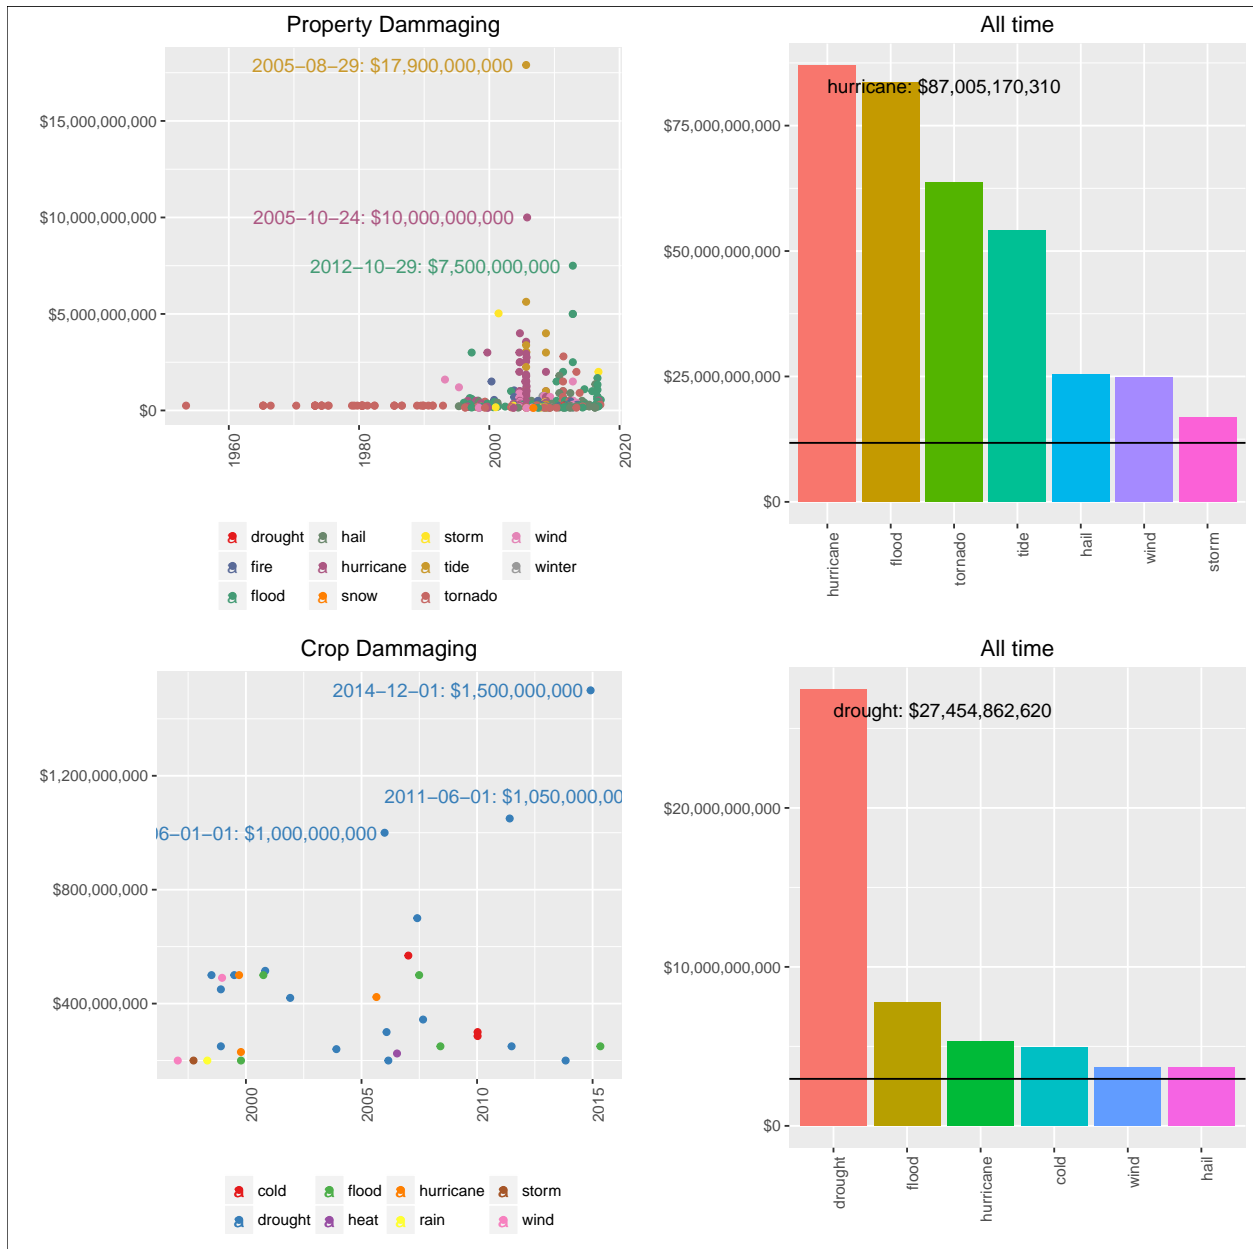 Property Dammaging
2005−08−29: $17,900,000,000
$15,000,000,000
2005−10−24: $10,000,000,000
$10,000,000,000
2012−10−29: $7,500,000,000
$5,000,000,000
$0
1960
1980
2000
2020
drought
hail
storm
wind
fire
hurricane
tide
winter
flood
snow
tornado
All time
hurricane: $87,005,170,310
$75,000,000,000
$50,000,000,000
$25,000,000,000
$0
hurricane
flood
tornado
tide
hail
wind
storm
Crop Dammaging
2014−12−01: $1,500,000,000
$1,200,000,000
2011−06−01: $1,050,000,00
06−01−01: $1,000,000,000
$800,000,000
$400,000,000
2000
2005
2010
2015
cold
flood
hurricane
storm
drought
heat
rain
wind
All time
drought: $27,454,862,620
$20,000,000,000
$10,000,000,000
$0
drought
flood
hurricane
cold
wind
hail